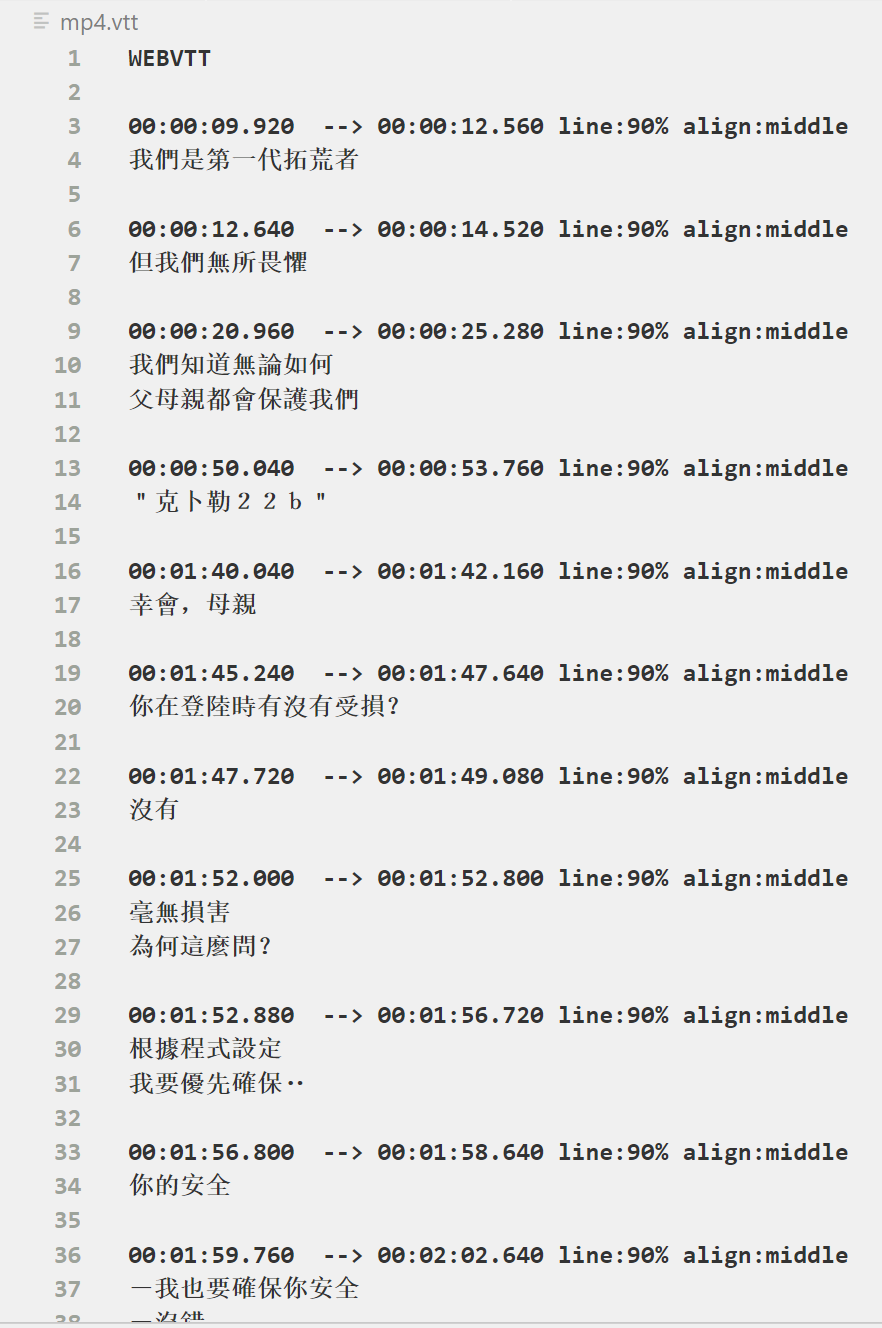 mp4.vtt
1 WEBVTT
2
3 00:00:09.920 --> 00:00:12.560 line:90% align:middle
4 我們是第一代拓荒者
5
6 00:00:12.640 --> 00:00:14.520 line:90% align:middle
7 但我們無所畏懼
8
9 00:00:20.960 --> 00:00:25.280 line:90% align:middle
10 我們知道無論如何
11 父母親都會保護我們
12
13 00:00:50.040 --> 00:00:53.760 line:90% align:middle
14 ＂克卜勒２２ｂ＂
15
16 00:01:40.040 --> 00:01:42.160 line:90% align:middle
17 幸會，母親
18
19 00:01:45.240 --> 00:01:47.640 line:90% align:middle
20 你在登陸時有沒有受損？
21
22 00:01:47.720 --> 00:01:49.080 line:90% align:middle
23 沒有
24
25 00:01:52.000 --> 00:01:52.800 line:90% align:middle
26 毫無損害
27 為何這麼問？
28
29 00:01:52.880 --> 00:01:56.720 line:90% align:middle
30 根據程式設定
31 我要優先確保‥
32
33 00:01:56.800 --> 00:01:58.640 line:90% align:middle
34 你的安全
35
36 00:01:59.760 --> 00:02:02.640 line:90% align:middle
37 －我也要確保你安全
38 －沒錯